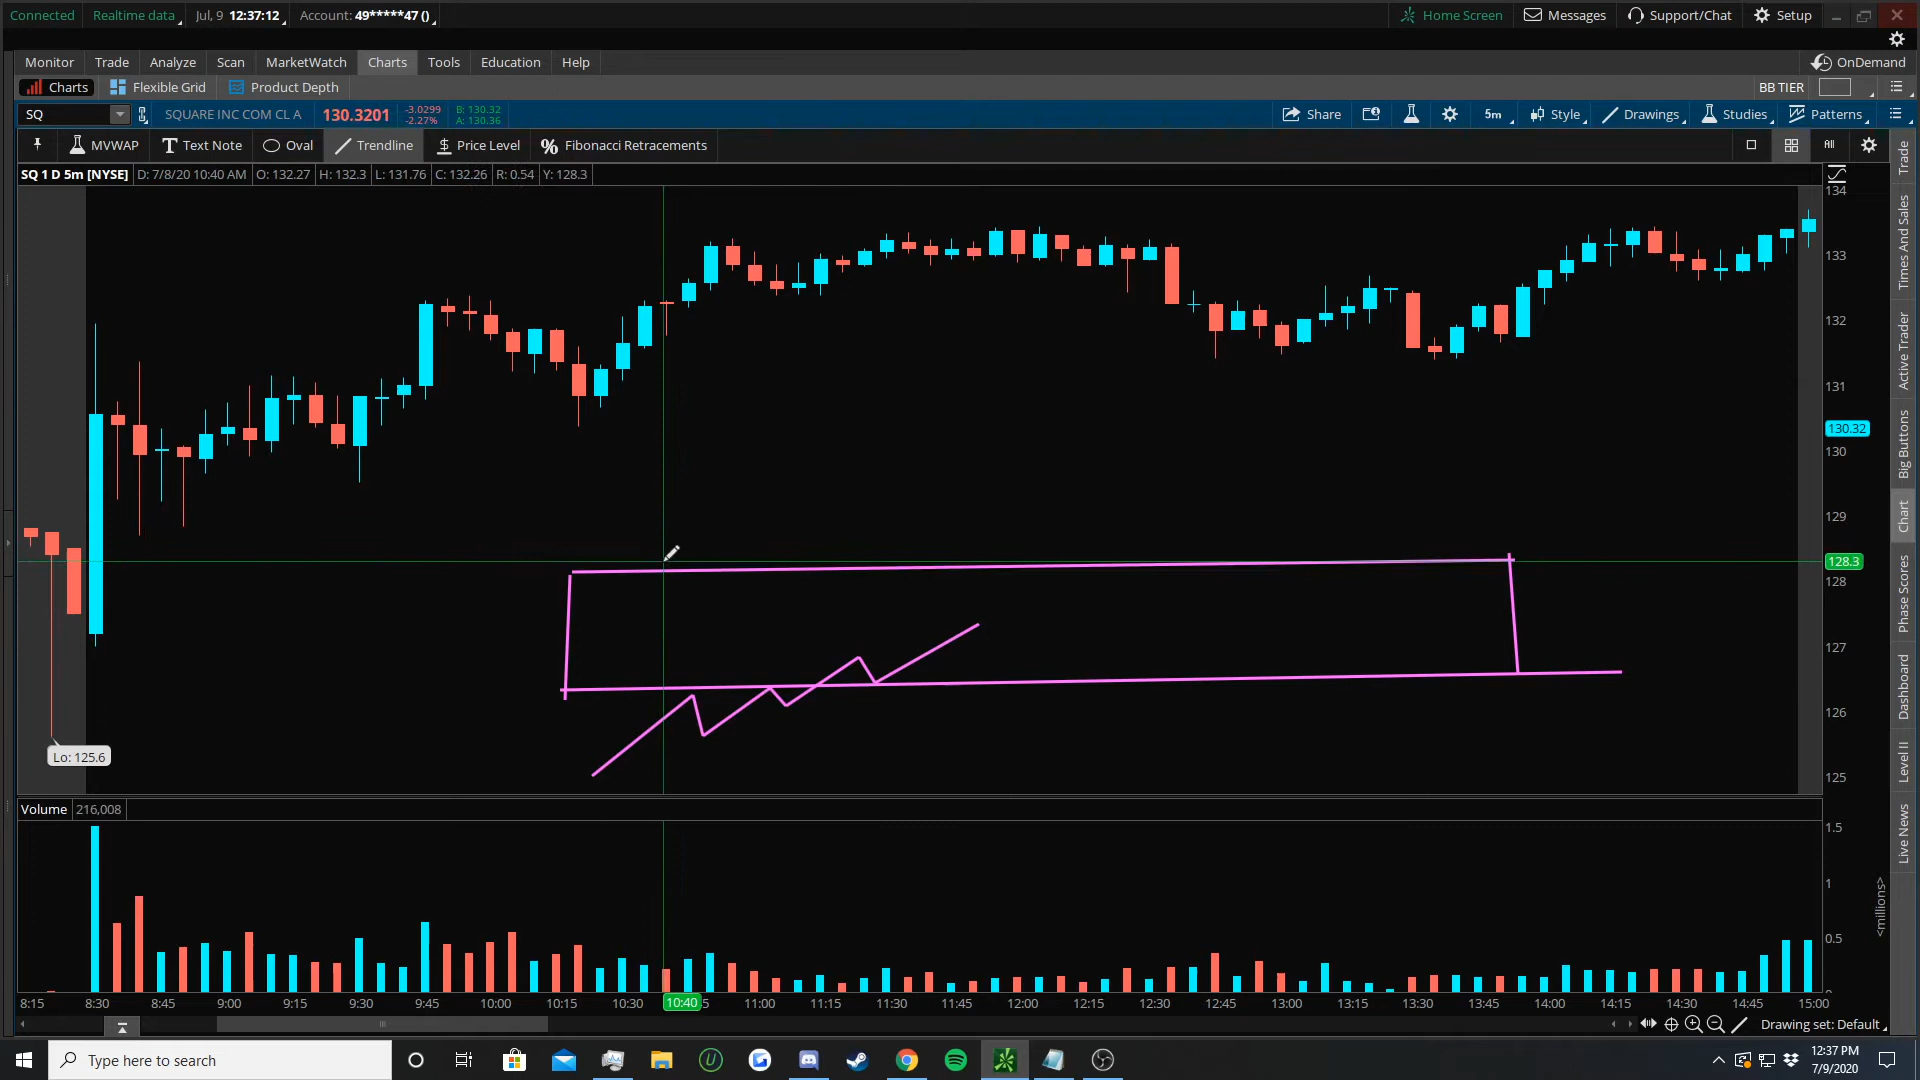 Connected Realtime data Jul, 9 12:37:12 Account: 49*****47 () Home Screen Messages Support/Chat Setup
Monitor Trade Analyze Scan MarketWatch Charts Tools Education Help OnDemand
Charts Flexible Grid Product Depth BB TIER
SQ SQUARE INC COM CL A 130.3201 -3.0299 -2.27% B: 130.32 A: 130.36 Share 5m Style Drawings Studies Patterns
MVWAP Text Note Oval Trendline Price Level Fibonacci Retracements All
SQ 1 D 5m [NYSE] D: 7/8/20 10:40 AM O: 132.27 H: 132.3 L: 131.76 C: 132.26 R: 0.54 Y: 128.3
134
133
132
131
130.32
130
129
128.3
128
127
126
125
Lo: 125.6
Trade
Times And Sales
Active Trader
Big Buttons
Chart
Phase Scores
Dashboard
Level II
Live News
Volume 216,008
1.5
1
0.5
0
<millions>
8:15 8:30 8:45 9:00 9:15 9:30 9:45 10:00 10:15 10:30 10:40 5 11:00 11:15 11:30 11:45 12:00 12:15 12:30 12:45 13:00 13:15 13:30 13:45 14:00 14:15 14:30 14:45 15:00
Drawing set: Default
Type here to search
12:37 PM
7/9/2020